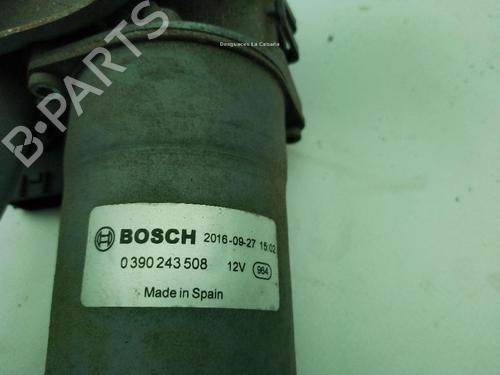 Desguaces La Cabaña
B-PARTS
BOSCH 2016-09-27 15:02
0 390 243 508 12V 964
Made in Spain